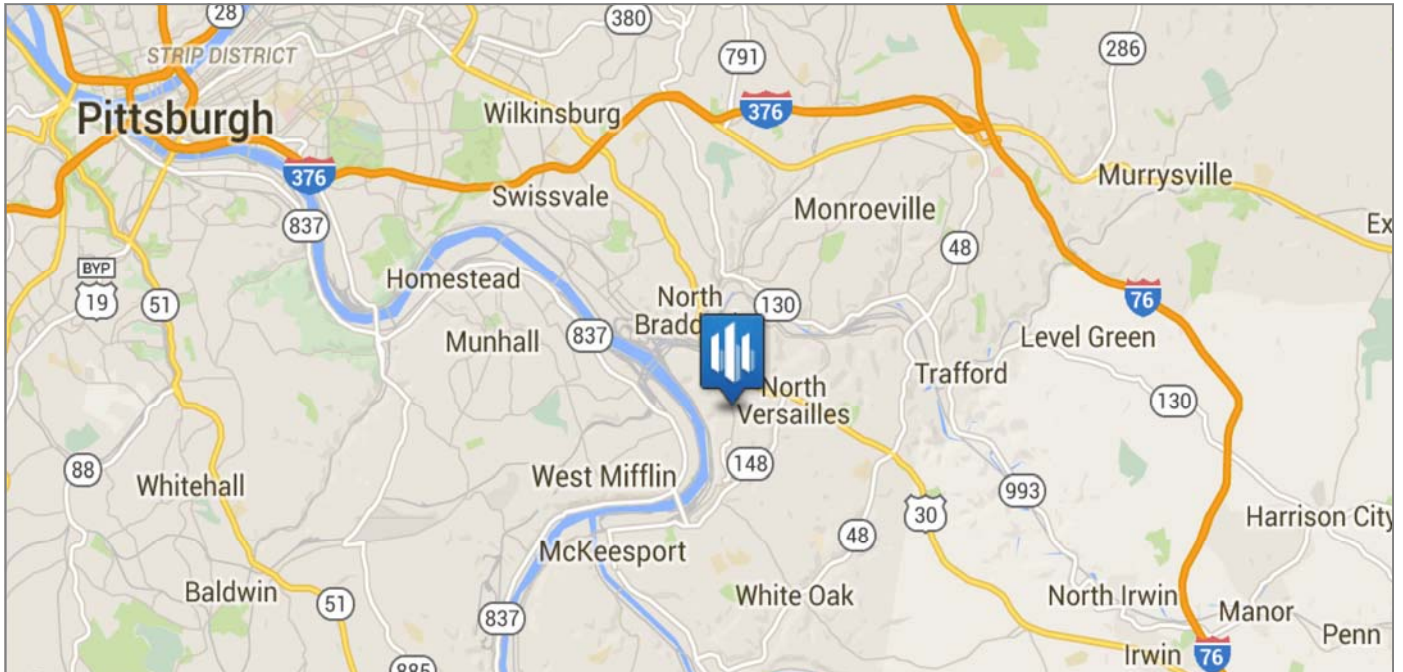 28
380
STRIP DISTRICT
791
286
Pittsburgh
Wilkinsburg
376
376
Swissvale
Murrysville
837
Monroeville
Ex
48
BYP
19
51
Homestead
North
130
76
Munhall
837
Level Green
Trafford
North
Versailles
130
88
Whitehall
West Mifflin
148
993
30
Harrison City
48
McKeesport
Baldwin
51
837
White Oak
North Irwin
Manor
Penn
885
Irwin
76